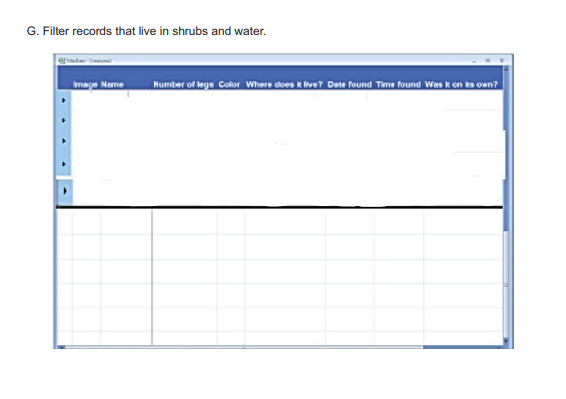 G. Filter records that live in shrubs and water.
Image Name Number of legs Color Where does it live? Date found Time found Was it on its own?